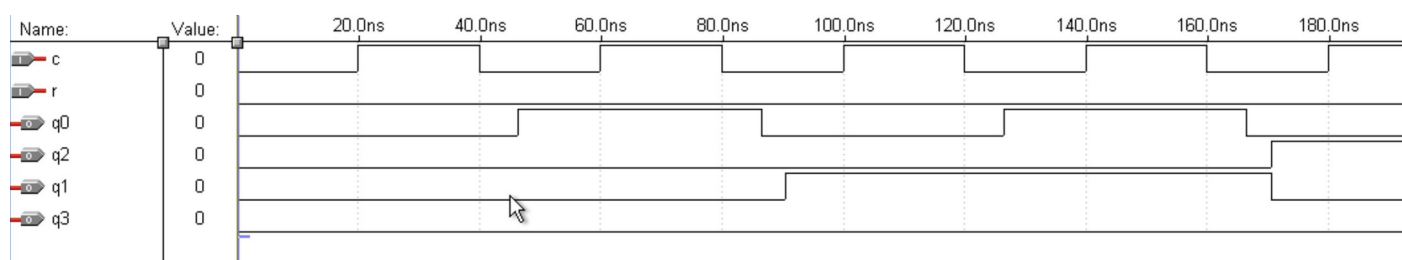 Name: Value: 20.0ns 40.0ns 60.0ns 80.0ns 100.0ns 120.0ns 140.0ns 160.0ns 180.0ns
I c 0
I r 0
O q0 0
O q2 0
O q1 0
O q3 0